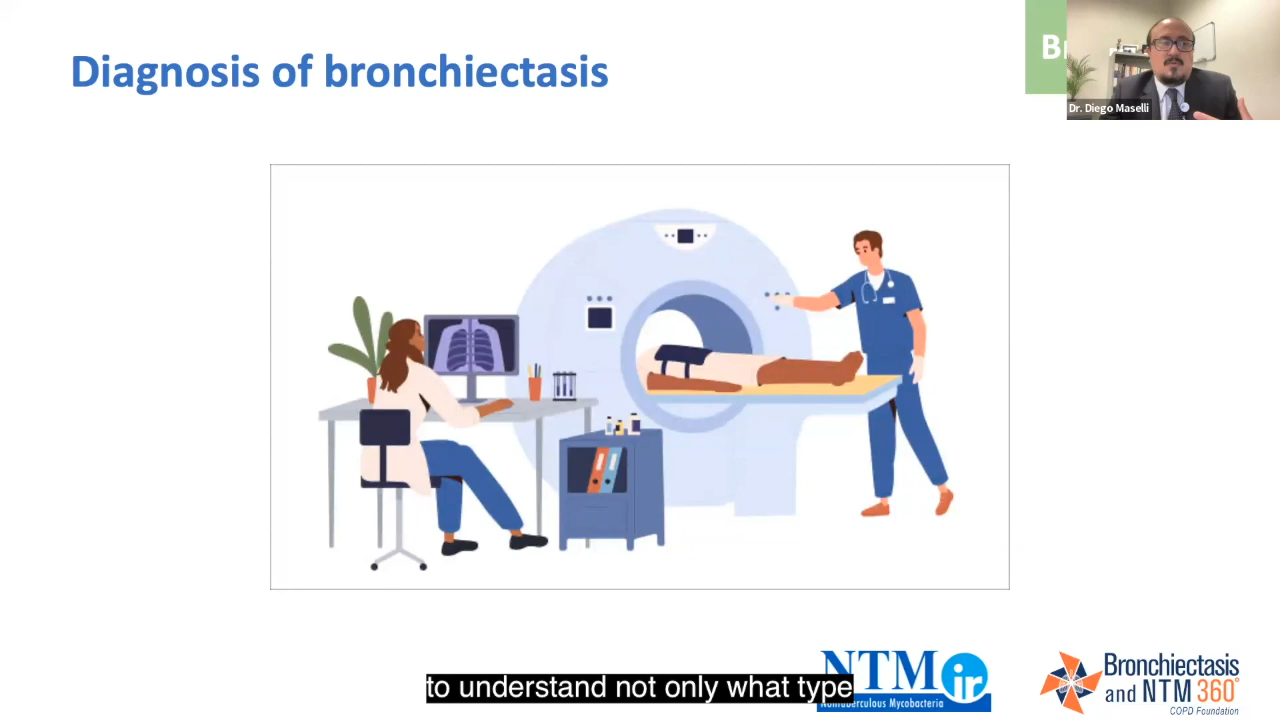 Diagnosis of bronchiectasis
Dr. Diego Maselli
to understand not only what type
NTM
ir
Nontuberculous Mycobacteria
Bronchiectasis
and NTM 360°
COPD Foundation